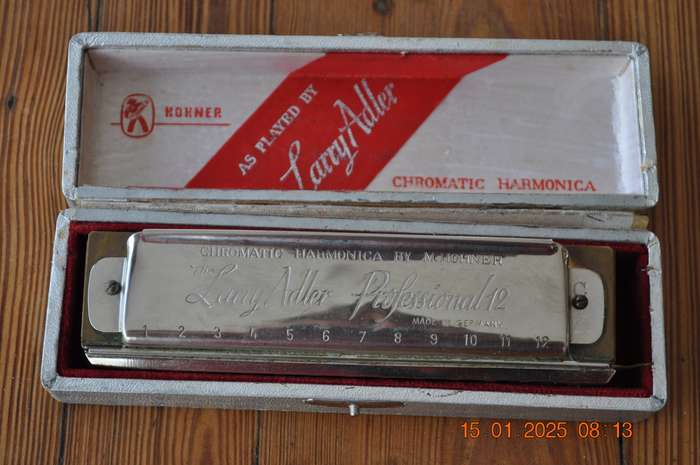 HOHNER
AS PLAYED BY
Larry Adler
CHROMATIC HARMONICA
CHROMATIC HARMONICA BY M. HOHNER
The Larry Adler Professional 12
MADE IN GERMANY
1 2 3 4 5 6 7 8 9 10 11 12
C
15 01 2025 08:13